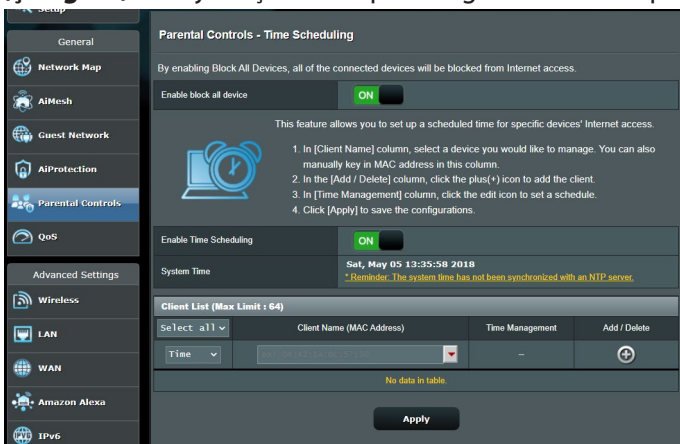 General
Network Map
AiMesh
Guest Network
AiProtection
Parental Controls
QoS
Advanced Settings
Wireless
LAN
WAN
Amazon Alexa
IPv6
Parental Controls - Time Scheduling
By enabling Block All Devices, all of the connected devices will be blocked from Internet access.
Enable block all device
ON
This feature allows you to set up a scheduled time for specific devices' Internet access.
1. In [Client Name] column, select a device you would like to manage. You can also
manually key in MAC address in this column.
2. In the [Add / Delete] column, click the plus(+) icon to add the client.
3. In [Time Management] column, click the edit icon to set a schedule.
4. Click [Apply] to save the configurations.
Enable Time Scheduling
ON
System Time
Sat, May 05 13:35:58 2018
* Reminder: The system time has not been synchronized with an NTP server.
Client List (Max Limit : 64)
Select all
Client Name (MAC Address)
Time Management
Add / Delete
Time
-
No data in table.
Apply